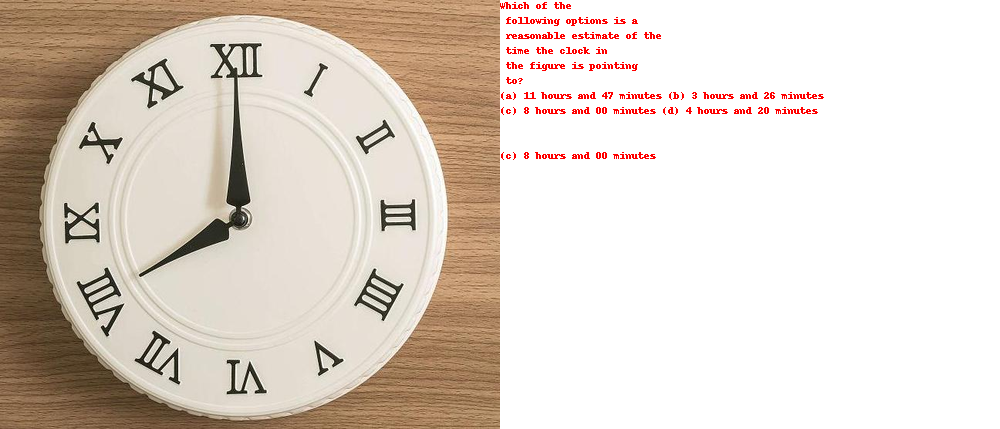 XII
I
II
III
IIII
V
VI
VII
VIII
IX
X
XI
Which of the
following options is a
reasonable estimate of the
time the clock in
the figure is pointing
to?
(a) 11 hours and 47 minutes (b) 3 hours and 26 minutes
(c) 8 hours and 00 minutes (d) 4 hours and 20 minutes
(c) 8 hours and 00 minutes